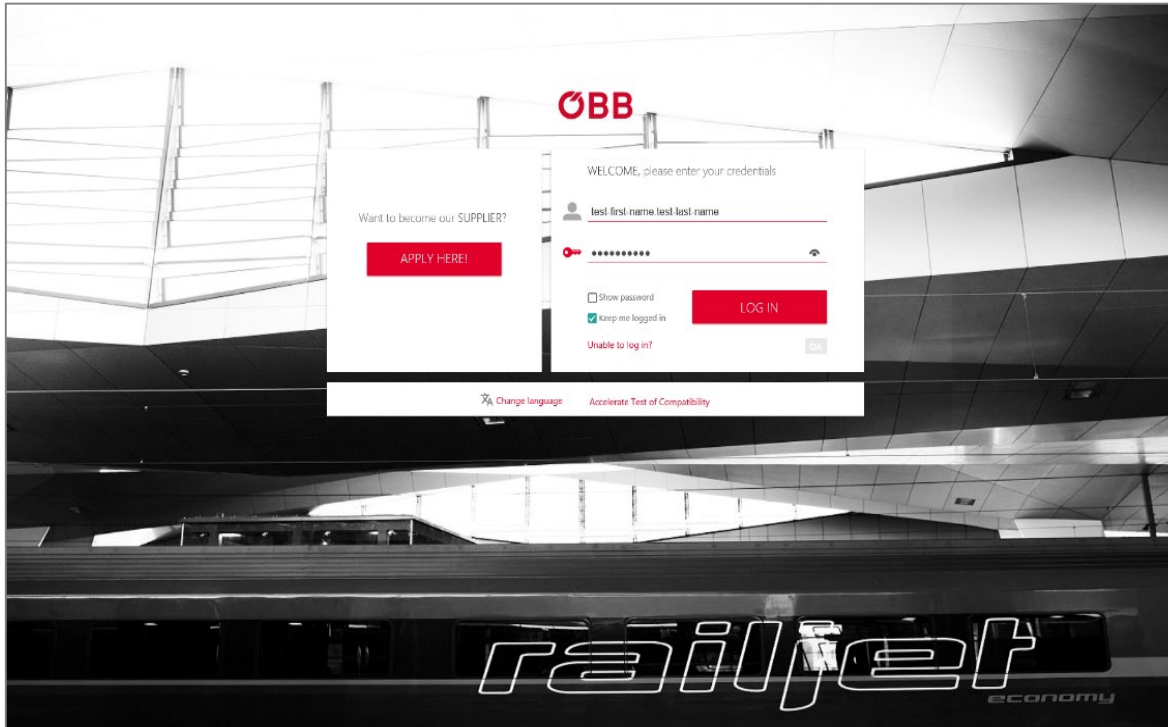 ÖBB
Want to become our SUPPLIER?
APPLY HERE!
WELCOME, please enter your credentials
test-first-name.test-last-name
••••••••••
Show password
Keep me logged in
LOG IN
Unable to log in?
QA
Change language
Accelerate Test of Compatibility
railjet
economy